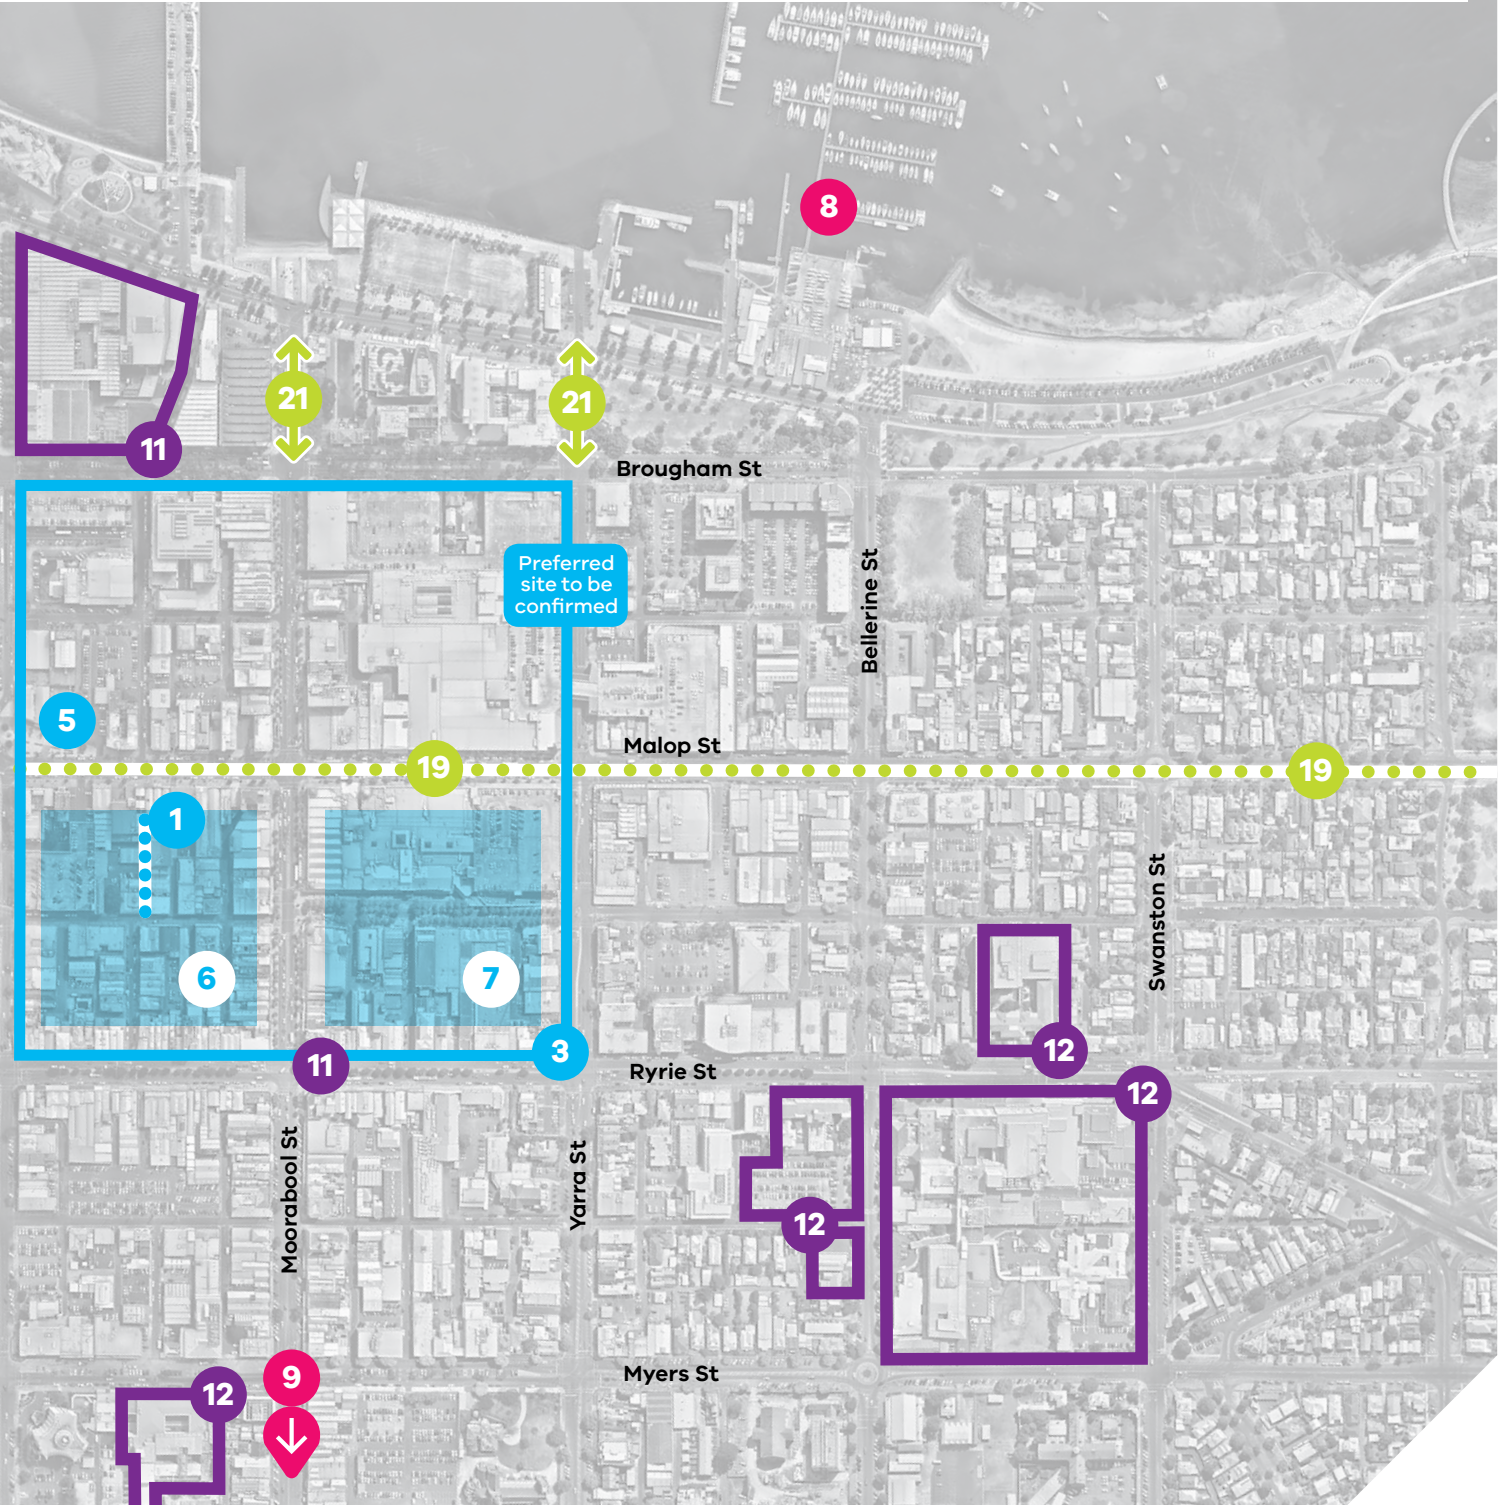 8
21
21
11
Brougham St
Preferred
site to be
confirmed
Bellerine St
5
Malop St
19
19
1
6
7
Swanston St
3
12
11
Ryrie St
12
Moorabool St
Yarra St
12
9
Myers St
12